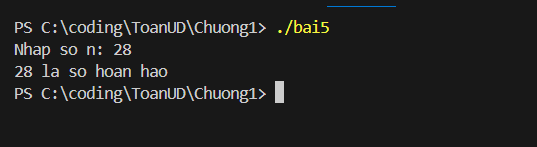 PS C:\coding\ToanUD\Chuong1> ./bai5
Nhap so n: 28
28 la so hoan hao
PS C:\coding\ToanUD\Chuong1>